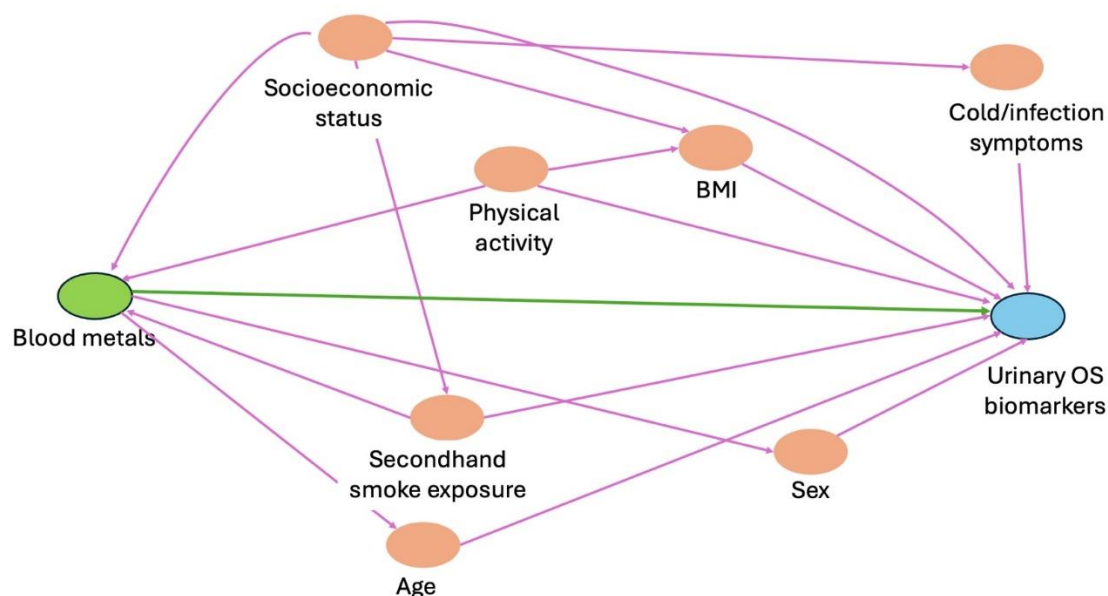 Socioeconomic
status
Cold/infection
symptoms
BMI
Physical
activity
Blood metals
Urinary OS
biomarkers
Secondhand
smoke exposure
Sex
Age